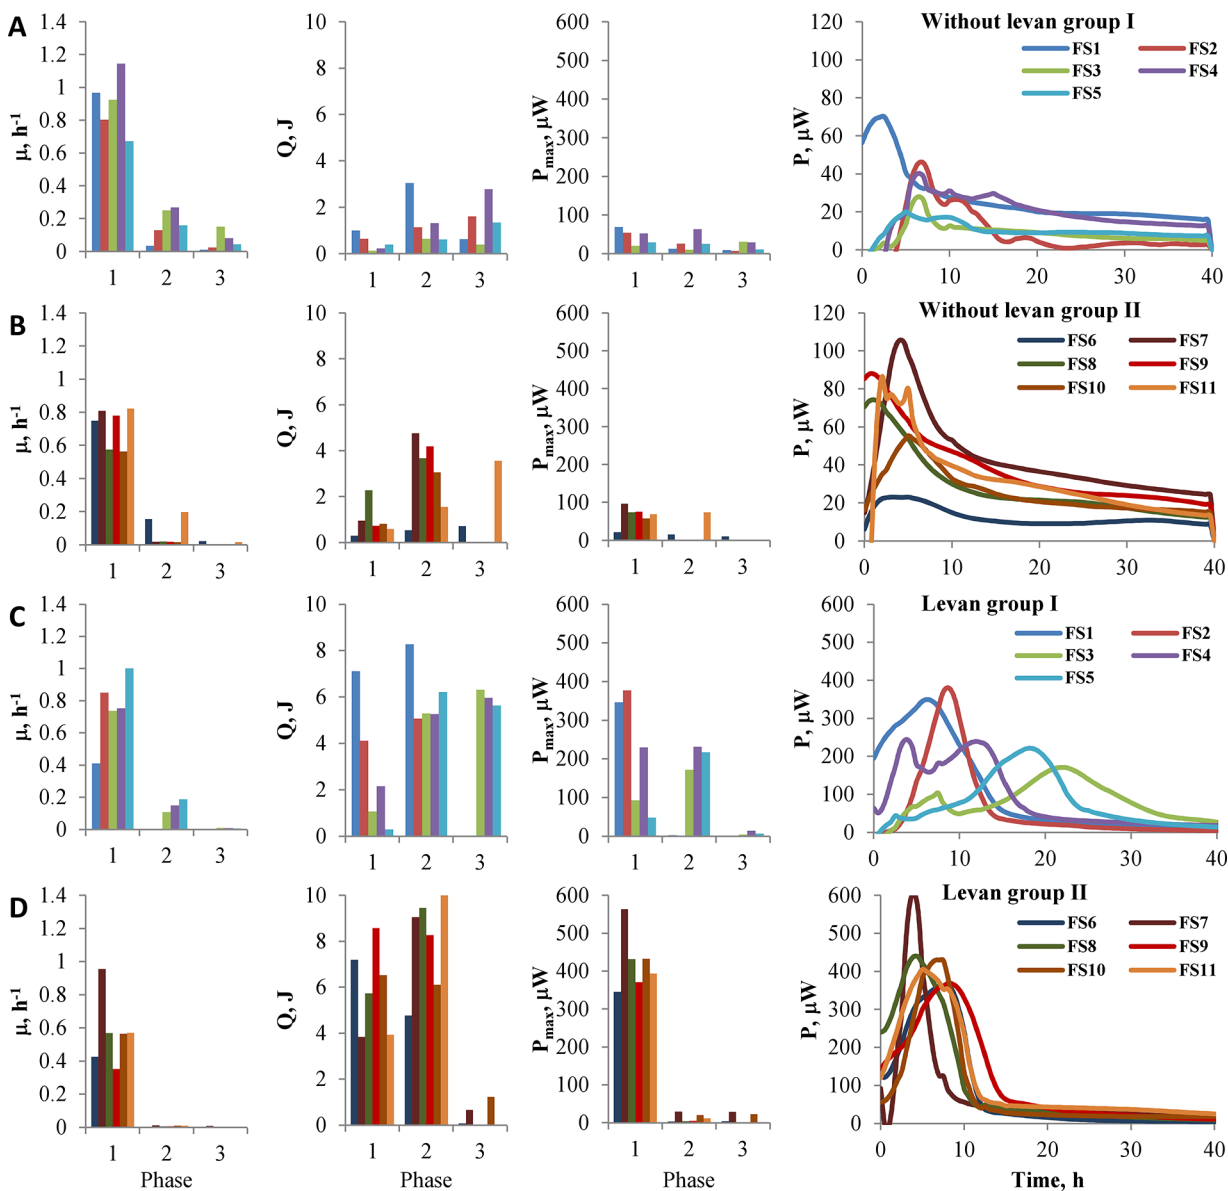 A
μ, h⁻¹
1.4
1.2
1
0.8
0.6
0.4
0.2
0
1 2 3
Q, J
10
8
6
4
2
0
1 2 3
Pmax, μW
600
500
400
300
200
100
0
1 2 3
Without levan group I
FS1 FS2
FS3 FS4
FS5
P, μW
120
100
80
60
40
20
0
0 10 20 30 40
B
μ, h⁻¹
1.4
1.2
1
0.8
0.6
0.4
0.2
0
1 2 3
Q, J
10
8
6
4
2
0
1 2 3
Pmax, μW
600
500
400
300
200
100
0
1 2 3
Without levan group II
FS6 FS7
FS8 FS9
FS10 FS11
P, μW
120
100
80
60
40
20
0
0 10 20 30 40
C
μ, h⁻¹
1.4
1.2
1
0.8
0.6
0.4
0.2
0
1 2 3
Q, J
10
8
6
4
2
0
1 2 3
Pmax, μW
600
500
400
300
200
100
0
1 2 3
Levan group I
FS1 FS2
FS3 FS4
FS5
P, μW
600
500
400
300
200
100
0
0 10 20 30 40
D
μ, h⁻¹
1.4
1.2
1
0.8
0.6
0.4
0.2
0
1 2 3
Phase
Q, J
10
8
6
4
2
0
1 2 3
Pmax, μW
600
500
400
300
200
100
0
1 2 3
Phase
Levan group II
FS6 FS7
FS8 FS9
FS10 FS11
P, μW
600
500
400
300
200
100
0
0 10 20 30 40
Time, h